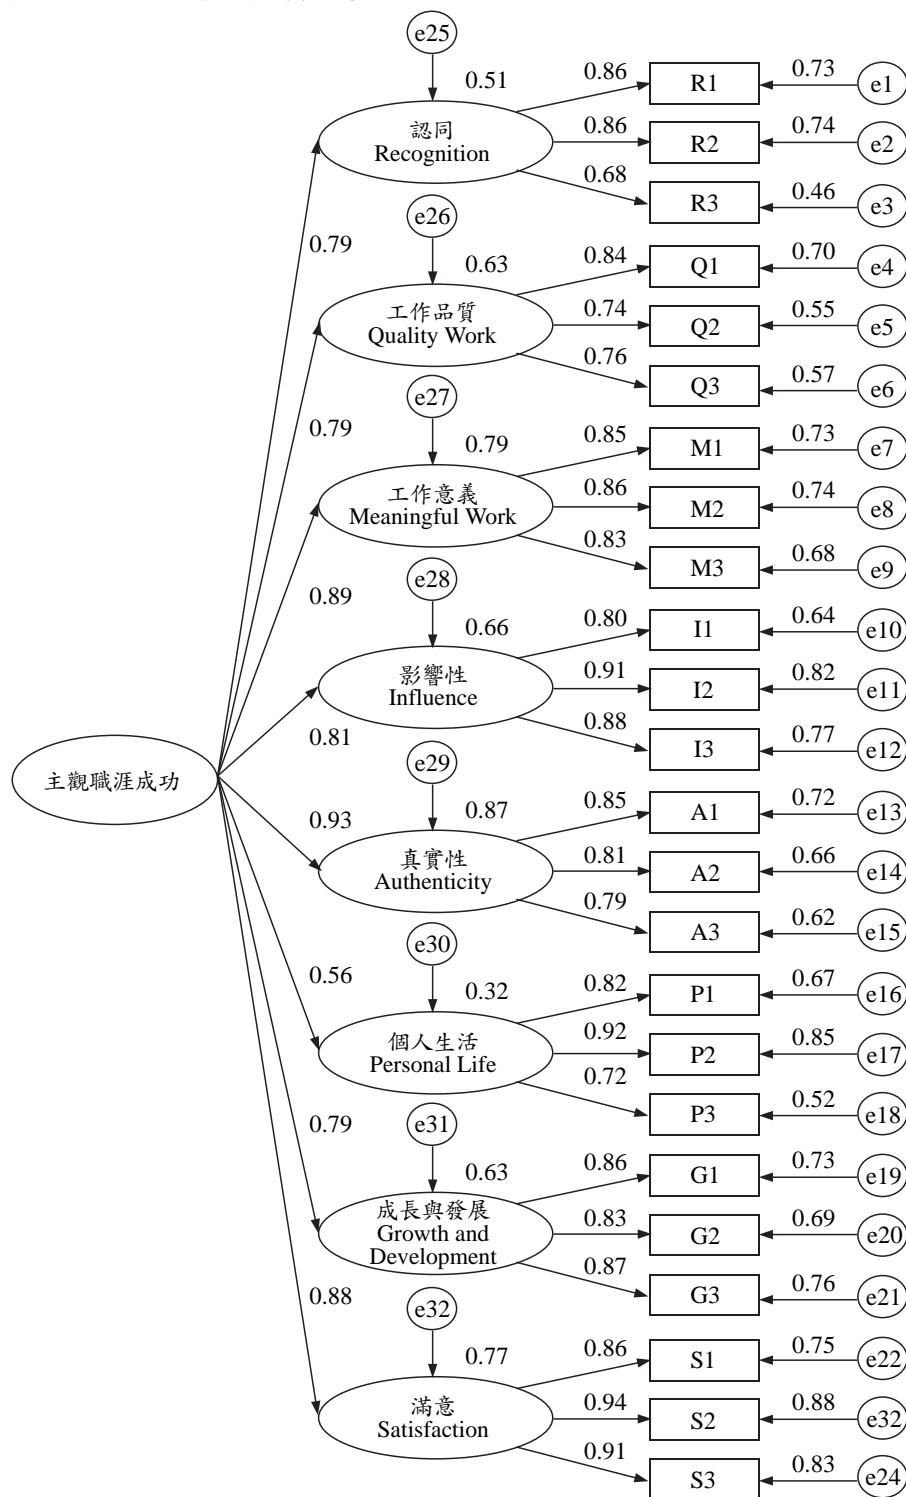 e25
0.51
0.86
R1
0.73
e1
認同
Recognition
0.86
R2
0.74
e2
0.68
R3
0.46
e3
0.79
e26
0.63
0.84
Q1
0.70
e4
工作品質
Quality Work
0.74
Q2
0.55
e5
0.76
Q3
0.57
e6
0.79
e27
0.79
0.85
M1
0.73
e7
工作意義
Meaningful Work
0.86
M2
0.74
e8
0.83
M3
0.68
e9
0.89
e28
0.66
0.80
I1
0.64
e10
影響性
Influence
0.91
I2
0.82
e11
0.88
I3
0.77
e12
0.81
主觀職涯成功
e29
0.93
0.87
0.85
A1
0.72
e13
真實性
Authenticity
0.81
A2
0.66
e14
0.79
A3
0.62
e15
e30
0.56
0.32
0.82
P1
0.67
e16
個人生活
Personal Life
0.92
P2
0.85
e17
0.72
P3
0.52
e18
0.79
e31
0.63
0.86
G1
0.73
e19
成長與發展
Growth and
Development
0.83
G2
0.69
e20
0.87
G3
0.76
e21
0.88
e32
0.77
0.86
S1
0.75
e22
滿意
Satisfaction
0.94
S2
0.88
e32
0.91
S3
0.83
e24